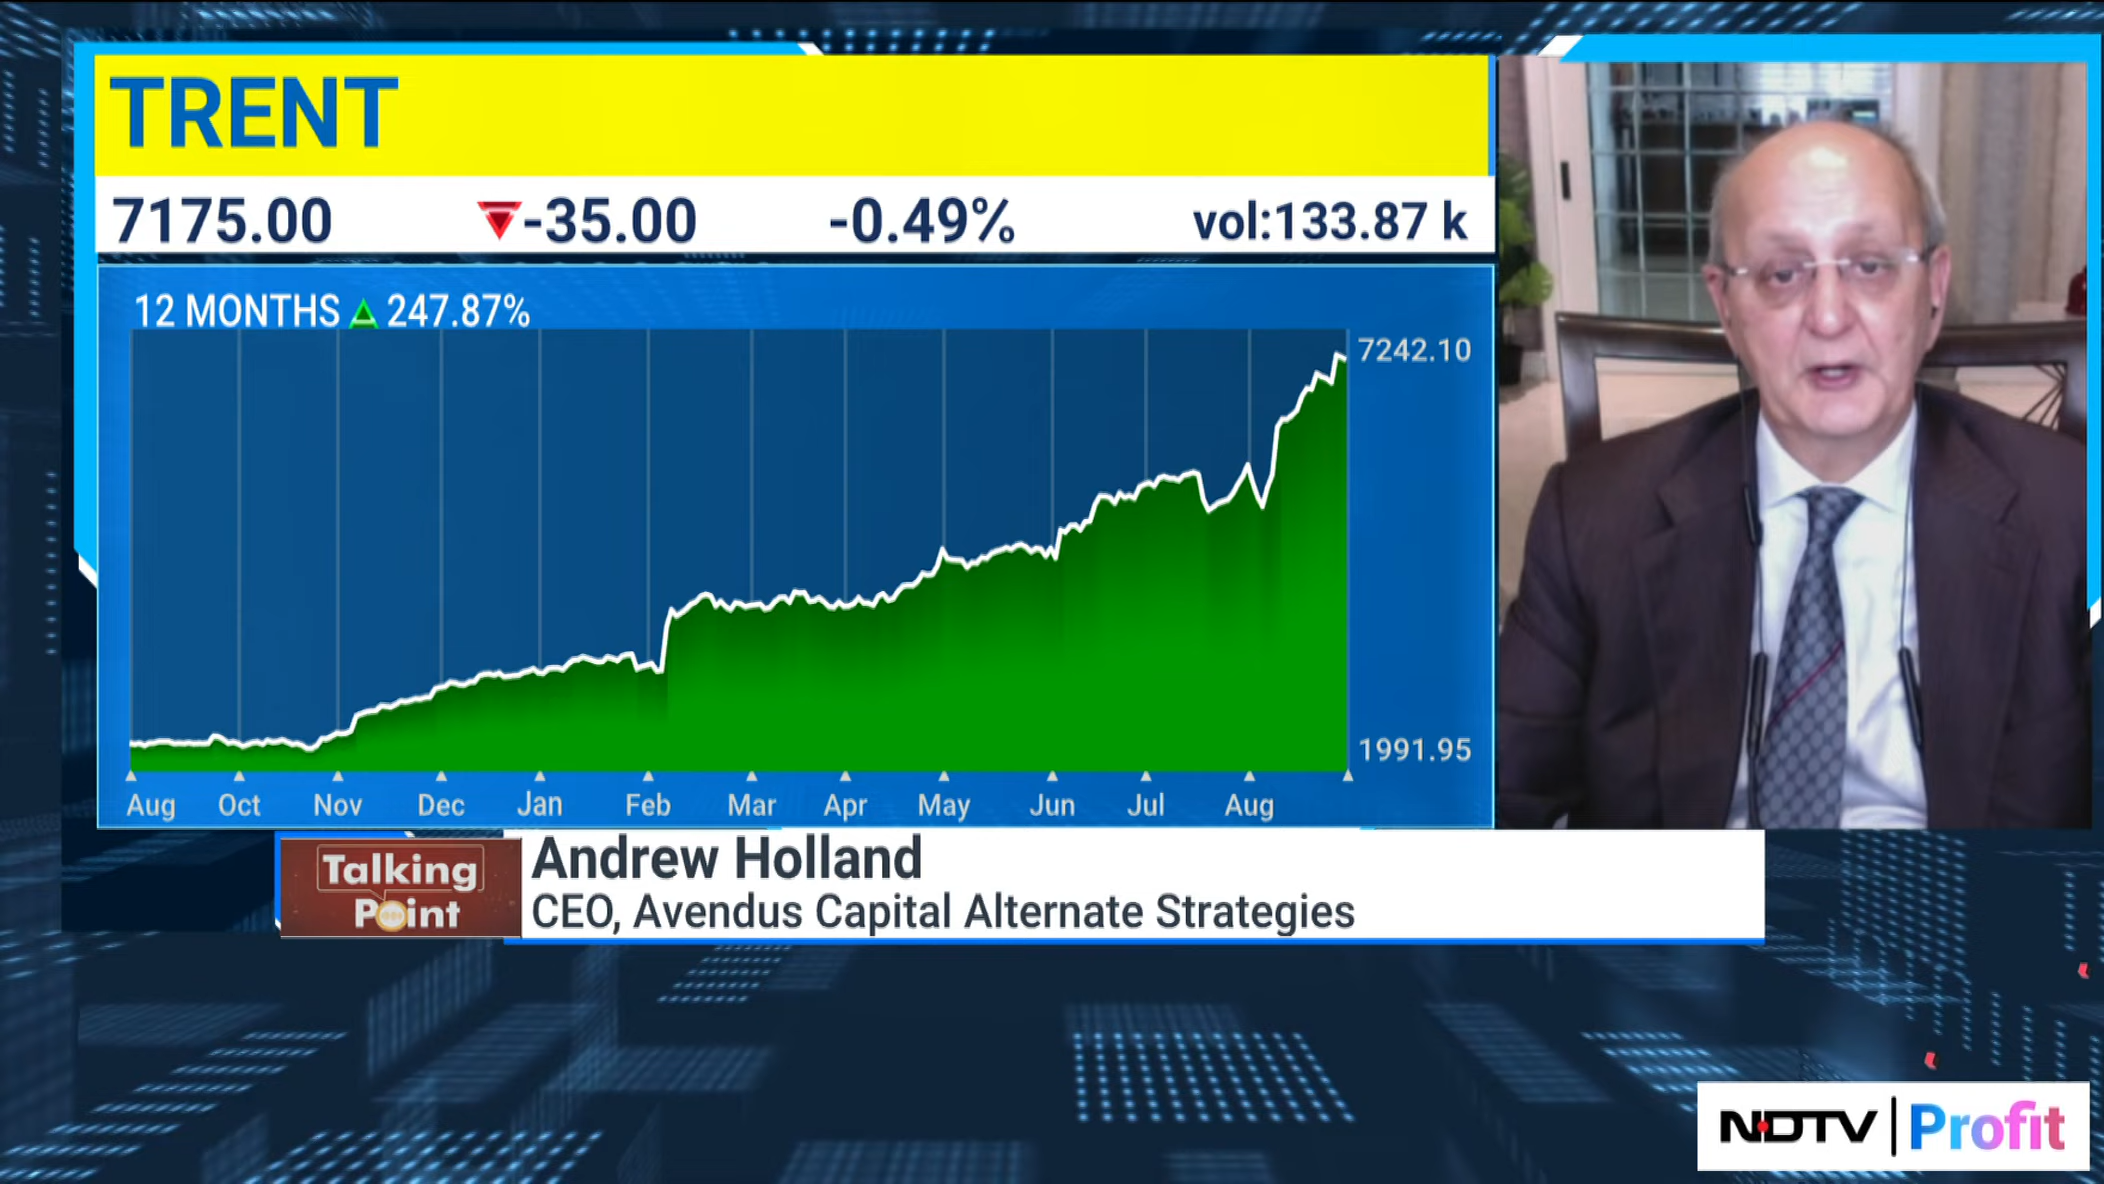 TRENT
7175.00 -35.00 -0.49% vol:133.87 k
12 MONTHS 247.87%
7242.10
1991.95
Aug Oct Nov Dec Jan Feb Mar Apr May Jun Jul Aug
Talking
Point
Andrew Holland
CEO, Avendus Capital Alternate Strategies
NDTV Profit